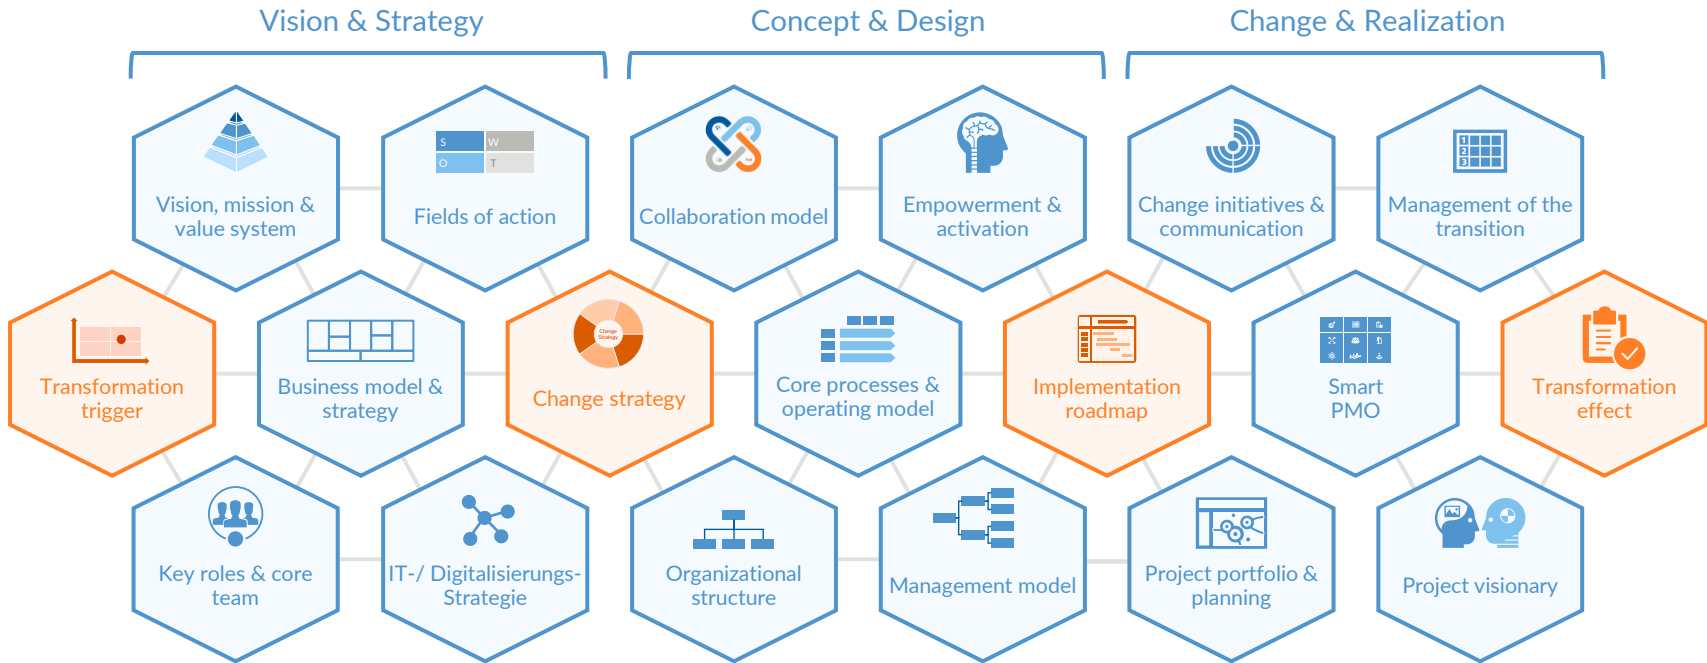 Vision & Strategy
Concept & Design
Change & Realization
Vision, mission &
value system
S
W
O
T
Fields of action
Collaboration model
Empowerment &
activation
Change initiatives &
communication
1
2
3
Management of the
transition
Transformation
trigger
Business model &
strategy
Change
Strategy
Change strategy
Core processes &
operating model
Implementation
roadmap
Smart
PMO
Transformation
effect
Key roles & core
team
IT-/ Digitalisierungs-
Strategie
Organizational
structure
Management model
Project portfolio &
planning
Project visionary